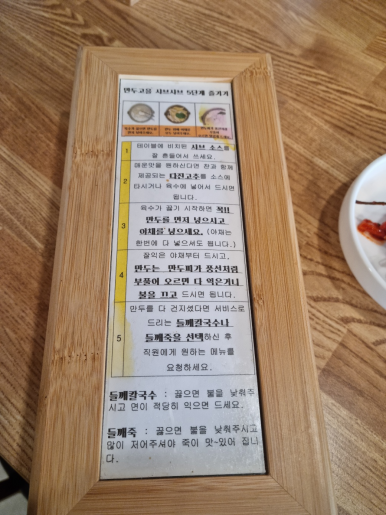 만두고을 샤브샤브 5단계 즐기기
1 테이블에 비치된 샤브 소스를
잘 흔들어서 쓰세요.
2 매운맛을 원하신다면 찬과 함께
제공되는 다진고추를 소스에
타시거나 육수에 넣어서 드시면
됩니다.
3 육수가 끓기 시작하면
만두를 먼저 넣으시고
야채를 넣으세요. (야채는
한번에 다 넣으셔도 됩니다.)
4 잘익은 야채부터 드시고,
만두는 만두피가 풍선처럼
부풀어 오르면 다 익은거니
불을 끄고 드시면 됩니다.
5 만두를 다 건지셨다면 서비스로
드리는 들깨칼국수나
들깨죽을 선택하신 후
직원에게 원하는 메뉴를
요청하세요.
들깨칼국수 : 끓으면 불을 낮춰주
시고 면이 적당히 익으면 드세요.
들깨죽 : 끓으면 불을 낮춰주시고
많이 저어주셔야 죽이 맛~있어 집니
다.